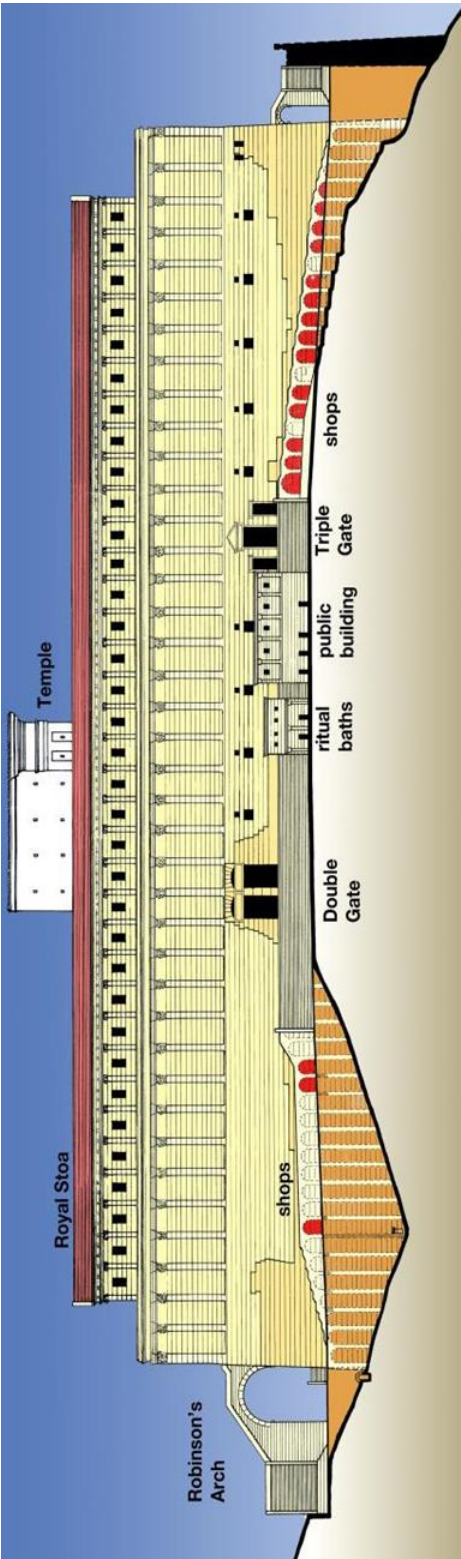 Royal Stoa
Temple
Robinson's
Arch
shops
Double
Gate
ritual
baths
public
building
Triple
Gate
shops